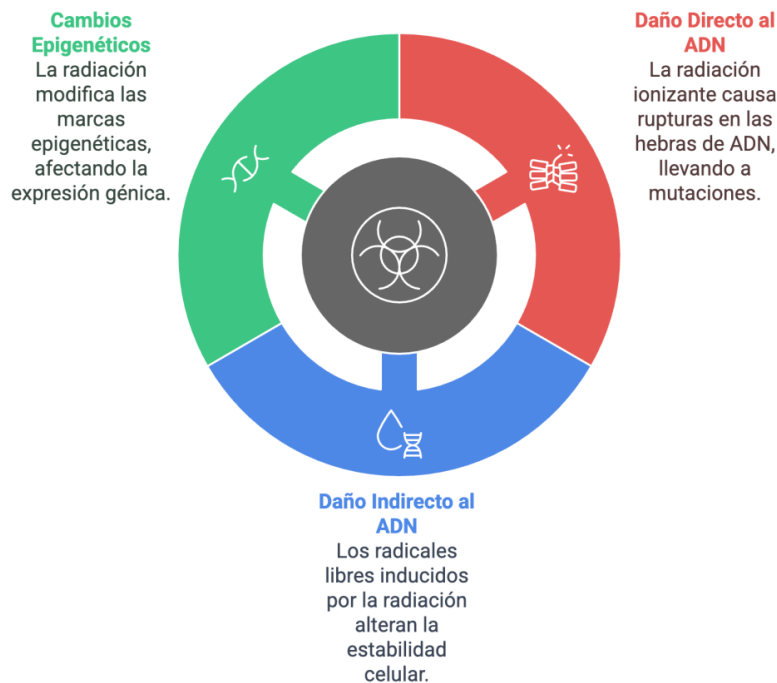 Cambios
Epigenéticos
La radiación
modifica las
marcas
epigenéticas,
afectando la
expresión génica.
Daño Directo al
ADN
La radiación
ionizante causa
rupturas en las
hebras de ADN,
llevando a
mutaciones.
Daño Indirecto al
ADN
Los radicales
libres inducidos
por la radiación
alteran la
estabilidad
celular.